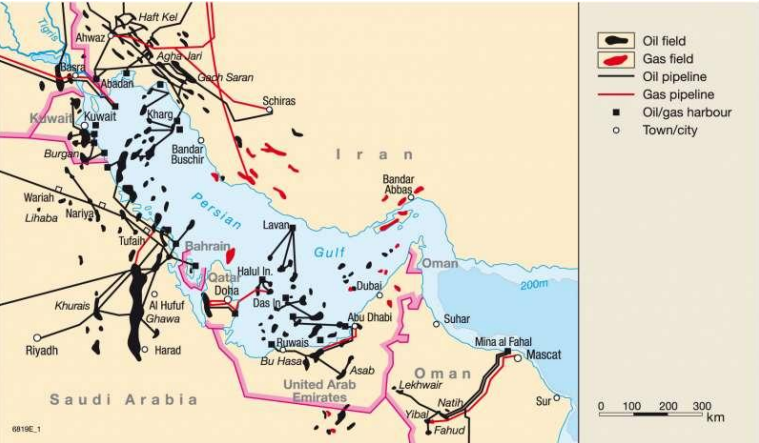 Haft Kel
Tigris
Ahwaz
Agha Jari
Basra
Abadan
Gach Saran
Schiras
Kuwait
Kuwait
Kharg
Burgan
Bandar
Buschir
I r a n
Bandar
Abbas
Wariah
Lihaba
Nariya
Persian
Gulf
Tufaih
Lavan
Bahrain
Qatar
Doha
Halul In.
Das In.
Dubai
Oman
200m
Khurais
Al Hufuf
Ghawa
Abu Dhabi
Suhar
Riyadh
Harad
Ruwais
Bu Hasa
Asab
Mina al Fahal
Mascat
United Arab
Emirates
Oman
Lekhwair
Natih
Yibal
Fahud
Sur
Saudi Arabia
6819E_1
Oil field
Gas field
Oil pipeline
Gas pipeline
Oil/gas harbour
Town/city
0 100 200 300
km